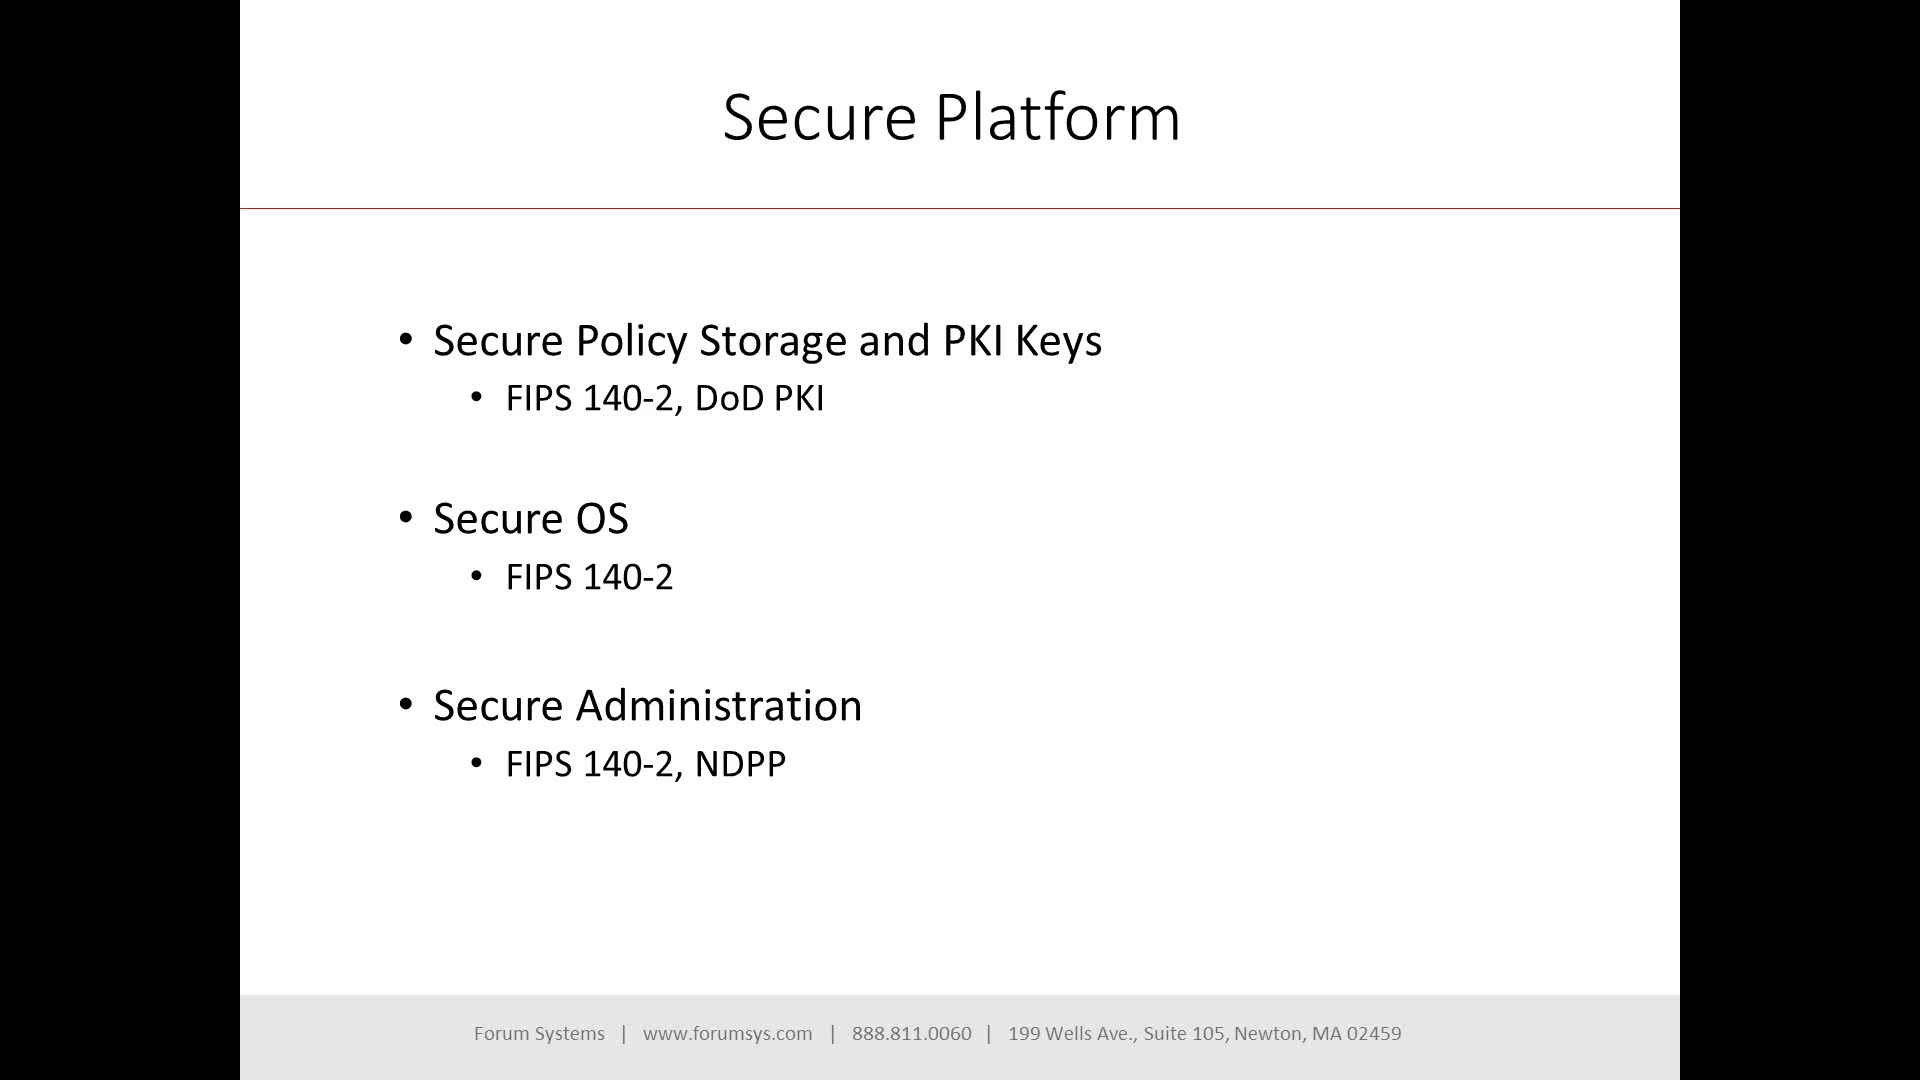 Secure Platform
• Secure Policy Storage and PKI Keys
• FIPS 140-2, DoD PKI
• Secure OS
• FIPS 140-2
• Secure Administration
• FIPS 140-2, NDPP
Forum Systems | www.forumsys.com | 888.811.0060 | 199 Wells Ave., Suite 105, Newton, MA 02459